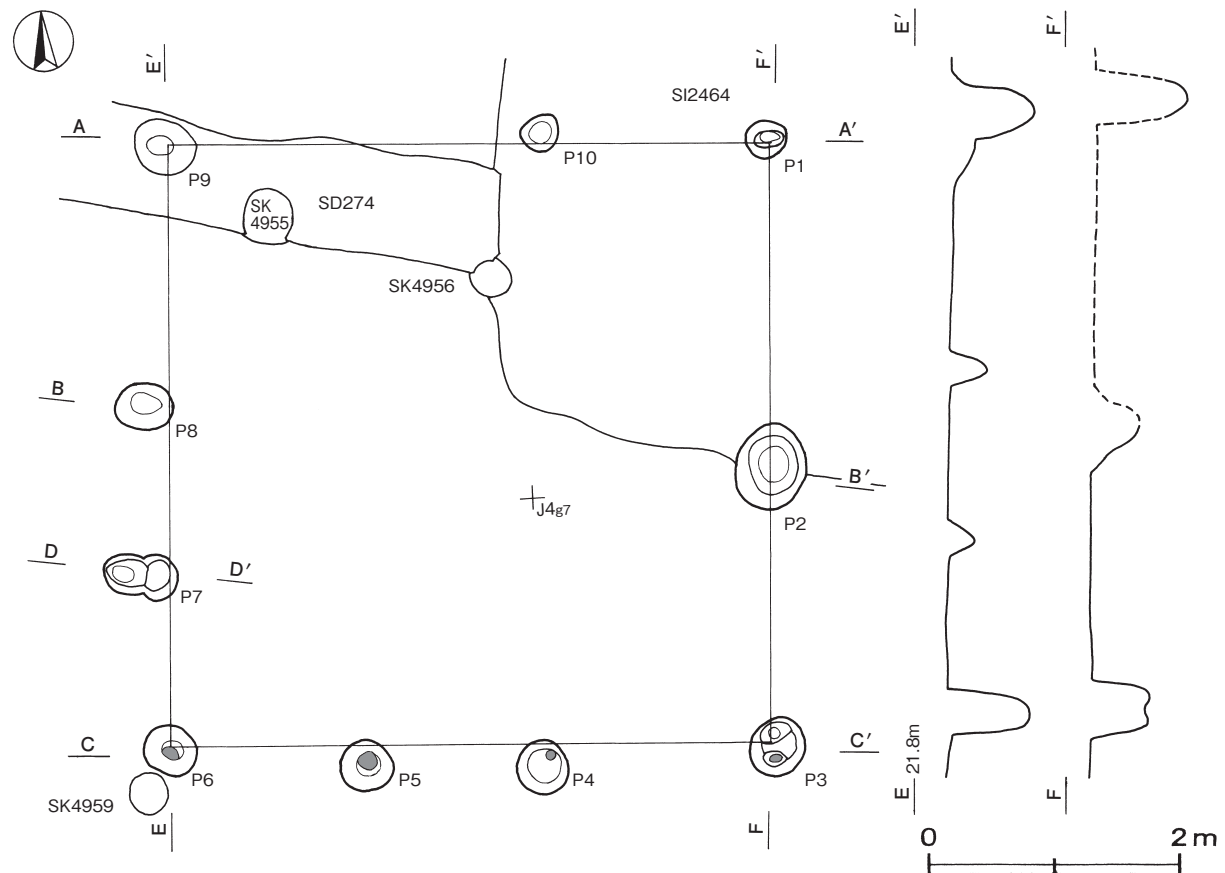 E′
F′
E′
F′
SI2464
A
A′
P10
P1
P9
SK
4955
SD274
SK4956
B
P8
B′
J4g7
P2
D
D′
P7
C
C′
P6
P5
P4
P3
SK4959
E
F
E 21.8m
F
0
2m